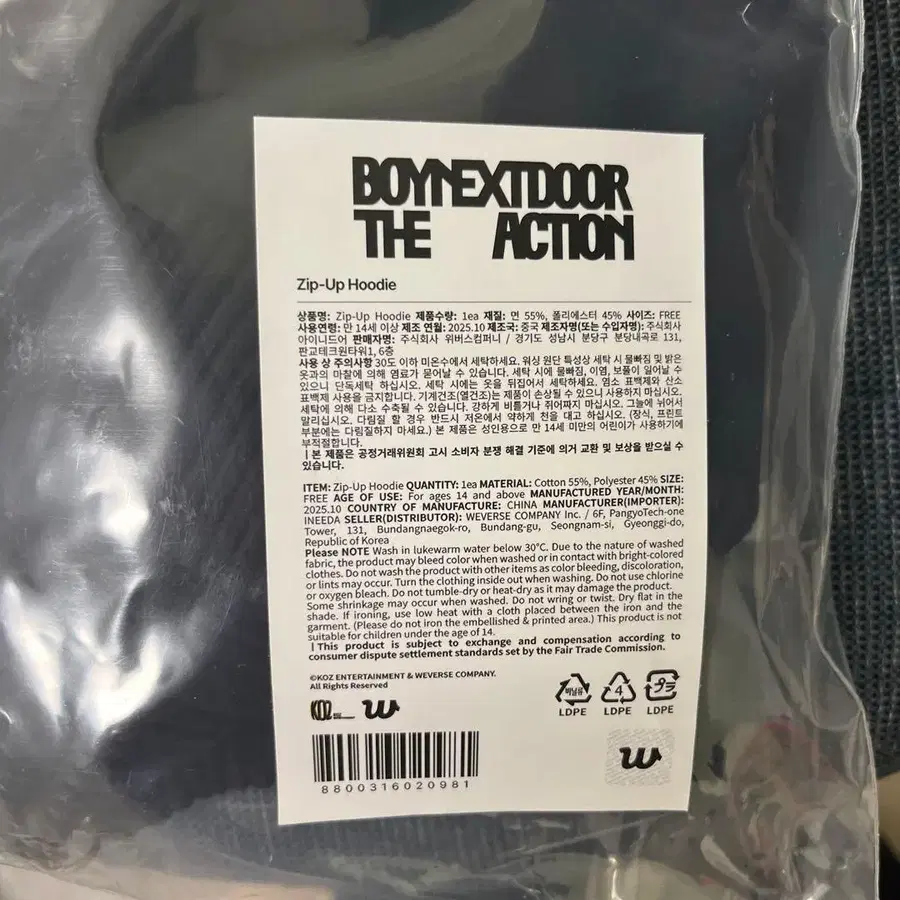 BOYNEXTDOOR
THE ACTION
Zip-Up Hoodie
상품명: Zip-Up Hoodie 제품수량: 1ea 재질: 면 55%, 폴리에스터 45% 사이즈: FREE
사용연령: 만 14세 이상 제조 연월: 2025.10 제조국: 중국 제조자명(또는 수입자명): 주식회사
아이니드어 판매자명: 주식회사 위버스컴퍼니 / 경기도 성남시 분당구 분당내곡로 131,
판교테크원타워1, 6층
사용 상 주의사항 30도 이하 미온수에서 세탁하세요. 워싱 원단 특성상 세탁 시 물빠짐 및 밝은
옷과의 마찰에 의해 염료가 묻어날 수 있습니다. 세탁 시에 물빠짐, 이염, 보풀이 일어날 수
있으니 단독세탁 하십시오. 세탁 시에는 옷을 뒤집어서 세탁하세요. 염소 표백제와 산소
표백제 사용을 금지합니다. 기계건조(열건조)는 제품이 손상될 수 있으니 사용하지 마십시오.
세탁에 의해 다소 수축될 수 있습니다. 강하게 비틀거나 쥐어짜지 마십시오. 그늘에 뉘어서
말리십시오. 다림질 할 경우 반드시 저온에서 약하게 천을 대고 하십시오. (장식, 프린트
부분에는 다림질하지 마세요.) 본 제품은 성인용으로 만 14세 미만의 어린이가 사용하기에
부적절합니다.
| 본 제품은 공정거래위원회 고시 소비자 분쟁 해결 기준에 의거 교환 및 보상을 받으실 수
있습니다.
ITEM: Zip-Up Hoodie QUANTITY: 1ea MATERIAL: Cotton 55%, Polyester 45% SIZE:
FREE AGE OF USE: For ages 14 and above MANUFACTURED YEAR/MONTH:
2025.10 COUNTRY OF MANUFACTURE: CHINA MANUFACTURER(IMPORTER):
INEEDA SELLER(DISTRIBUTOR): WEVERSE COMPANY Inc. / 6F, PangyoTech-one
Tower, 131, Bundangnaegok-ro, Bundang-gu, Seongnam-si, Gyeonggi-do,
Republic of Korea
Please NOTE Wash in lukewarm water below 30°C. Due to the nature of washed
fabric, the product may bleed color when washed or in contact with bright-colored
clothes. Do not wash the product with other items as color bleeding, discoloration,
or lints may occur. Turn the clothing inside out when washing. Do not use chlorine
or oxygen bleach. Do not tumble-dry or heat-dry as it may damage the product.
Some shrinkage may occur when washed. Do not wring or twist. Dry flat in the
shade. If ironing, use low heat with a cloth placed between the iron and the
garment. (Please do not iron the embellished & printed area.) This product is not
suitable for children under the age of 14.
| This product is subject to exchange and compensation according to
consumer dispute settlement standards set by the Fair Trade Commission.
©KOZ ENTERTAINMENT & WEVERSE COMPANY.
All Rights Reserved
KOZ W
비닐류 4 プラ
LDPE LDPE LDPE
8800316020981
W